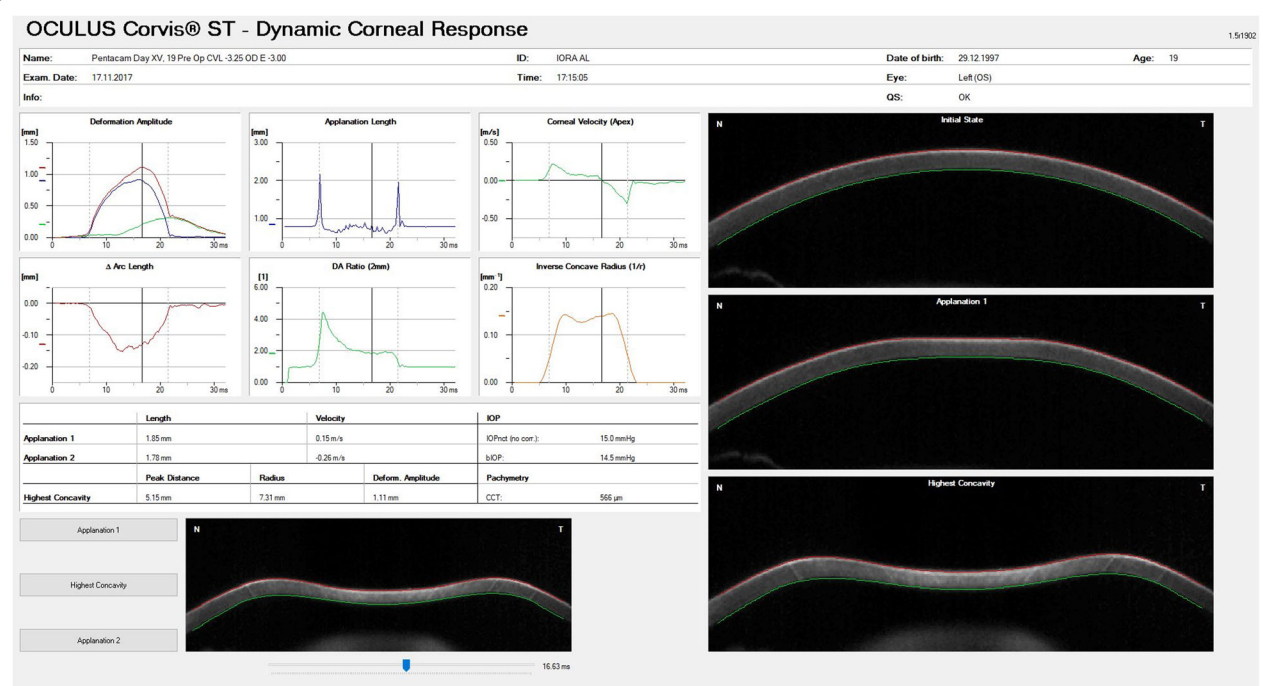 OCULUS Corvis® ST - Dynamic Corneal Response
1.5r1902
Name: Pentacam Day XV, 19 Pre Op CVL -3.25 OD E -3.00 ID: IORA AL Date of birth: 29.12.1997 Age: 19
Exam. Date: 17.11.2017 Time: 17:15:05 Eye: Left (OS)
Info: QS: OK
Deformation Amplitude
[mm]
1.50
1.00
0.50
0.00
0 10 20 30 ms
Applanation Length
[mm]
3.00
2.00
1.00
0 10 20 30 ms
Corneal Velocity (Apex)
[m/s]
0.50
0.00
-0.50
0 10 20 30 ms
Δ Arc Length
[mm]
0.00
-0.10
-0.20
0 10 20 30 ms
DA Ratio (2mm)
[1]
6.00
4.00
2.00
0.00
0 10 20 30 ms
Inverse Concave Radius (1/r)
[mm⁻¹]
0.20
0.10
0.00
0 10 20 30 ms
N Initial State T
N Applanation 1 T
N Highest Concavity T
Length Velocity IOP
Applanation 1 1.85 mm 0.15 m/s IOPnct (no corr.): 15.0 mmHg
Applanation 2 1.78 mm -0.26 m/s bIOP: 14.5 mmHg
Peak Distance Radius Deform. Amplitude Pachymetry
Highest Concavity 5.15 mm 7.31 mm 1.11 mm CCT: 566 µm
Applanation 1
Highest Concavity
Applanation 2
N T
16.63 ms